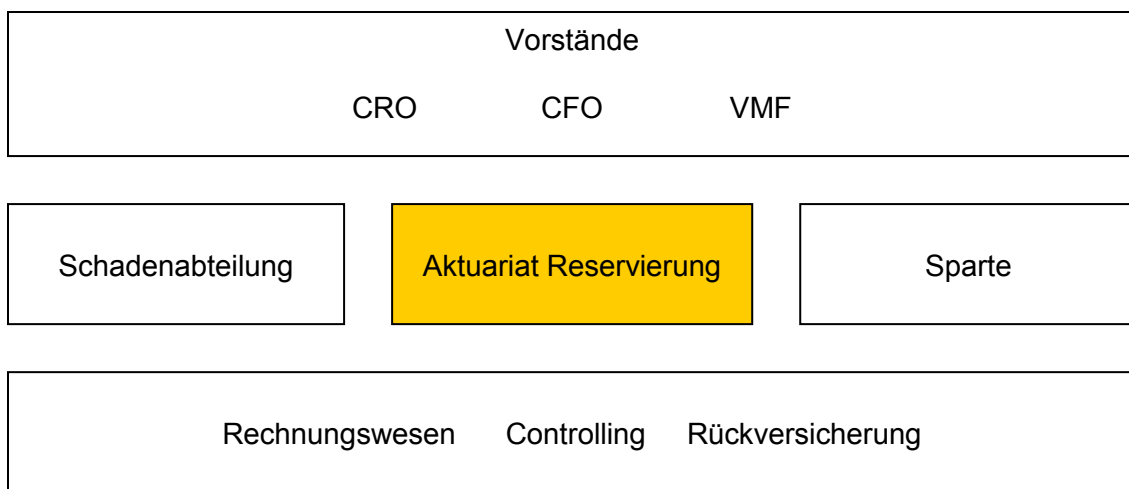 Vorstände
CRO CFO VMF
Schadenabteilung Aktuariat Reservierung Sparte
Rechnungswesen Controlling Rückversicherung